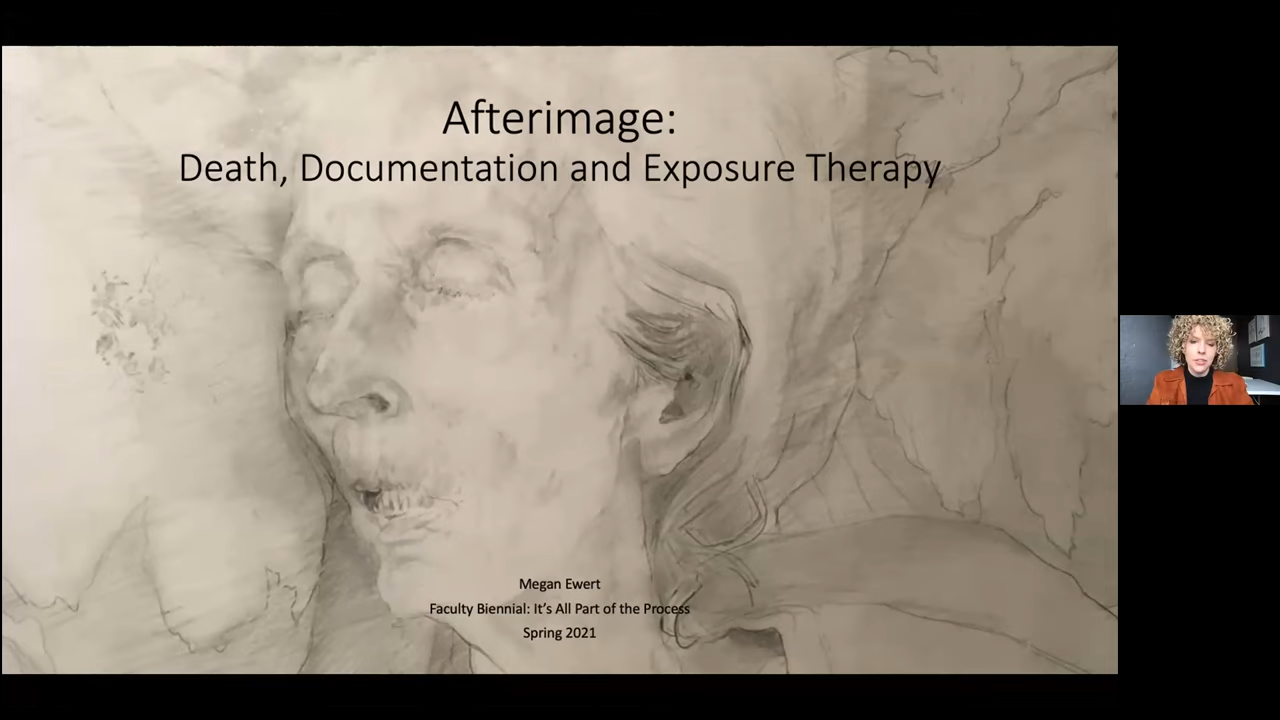 Afterimage:
Death, Documentation and Exposure Therapy
Megan Ewert
Faculty Biennial: It’s All Part of the Process
Spring 2021